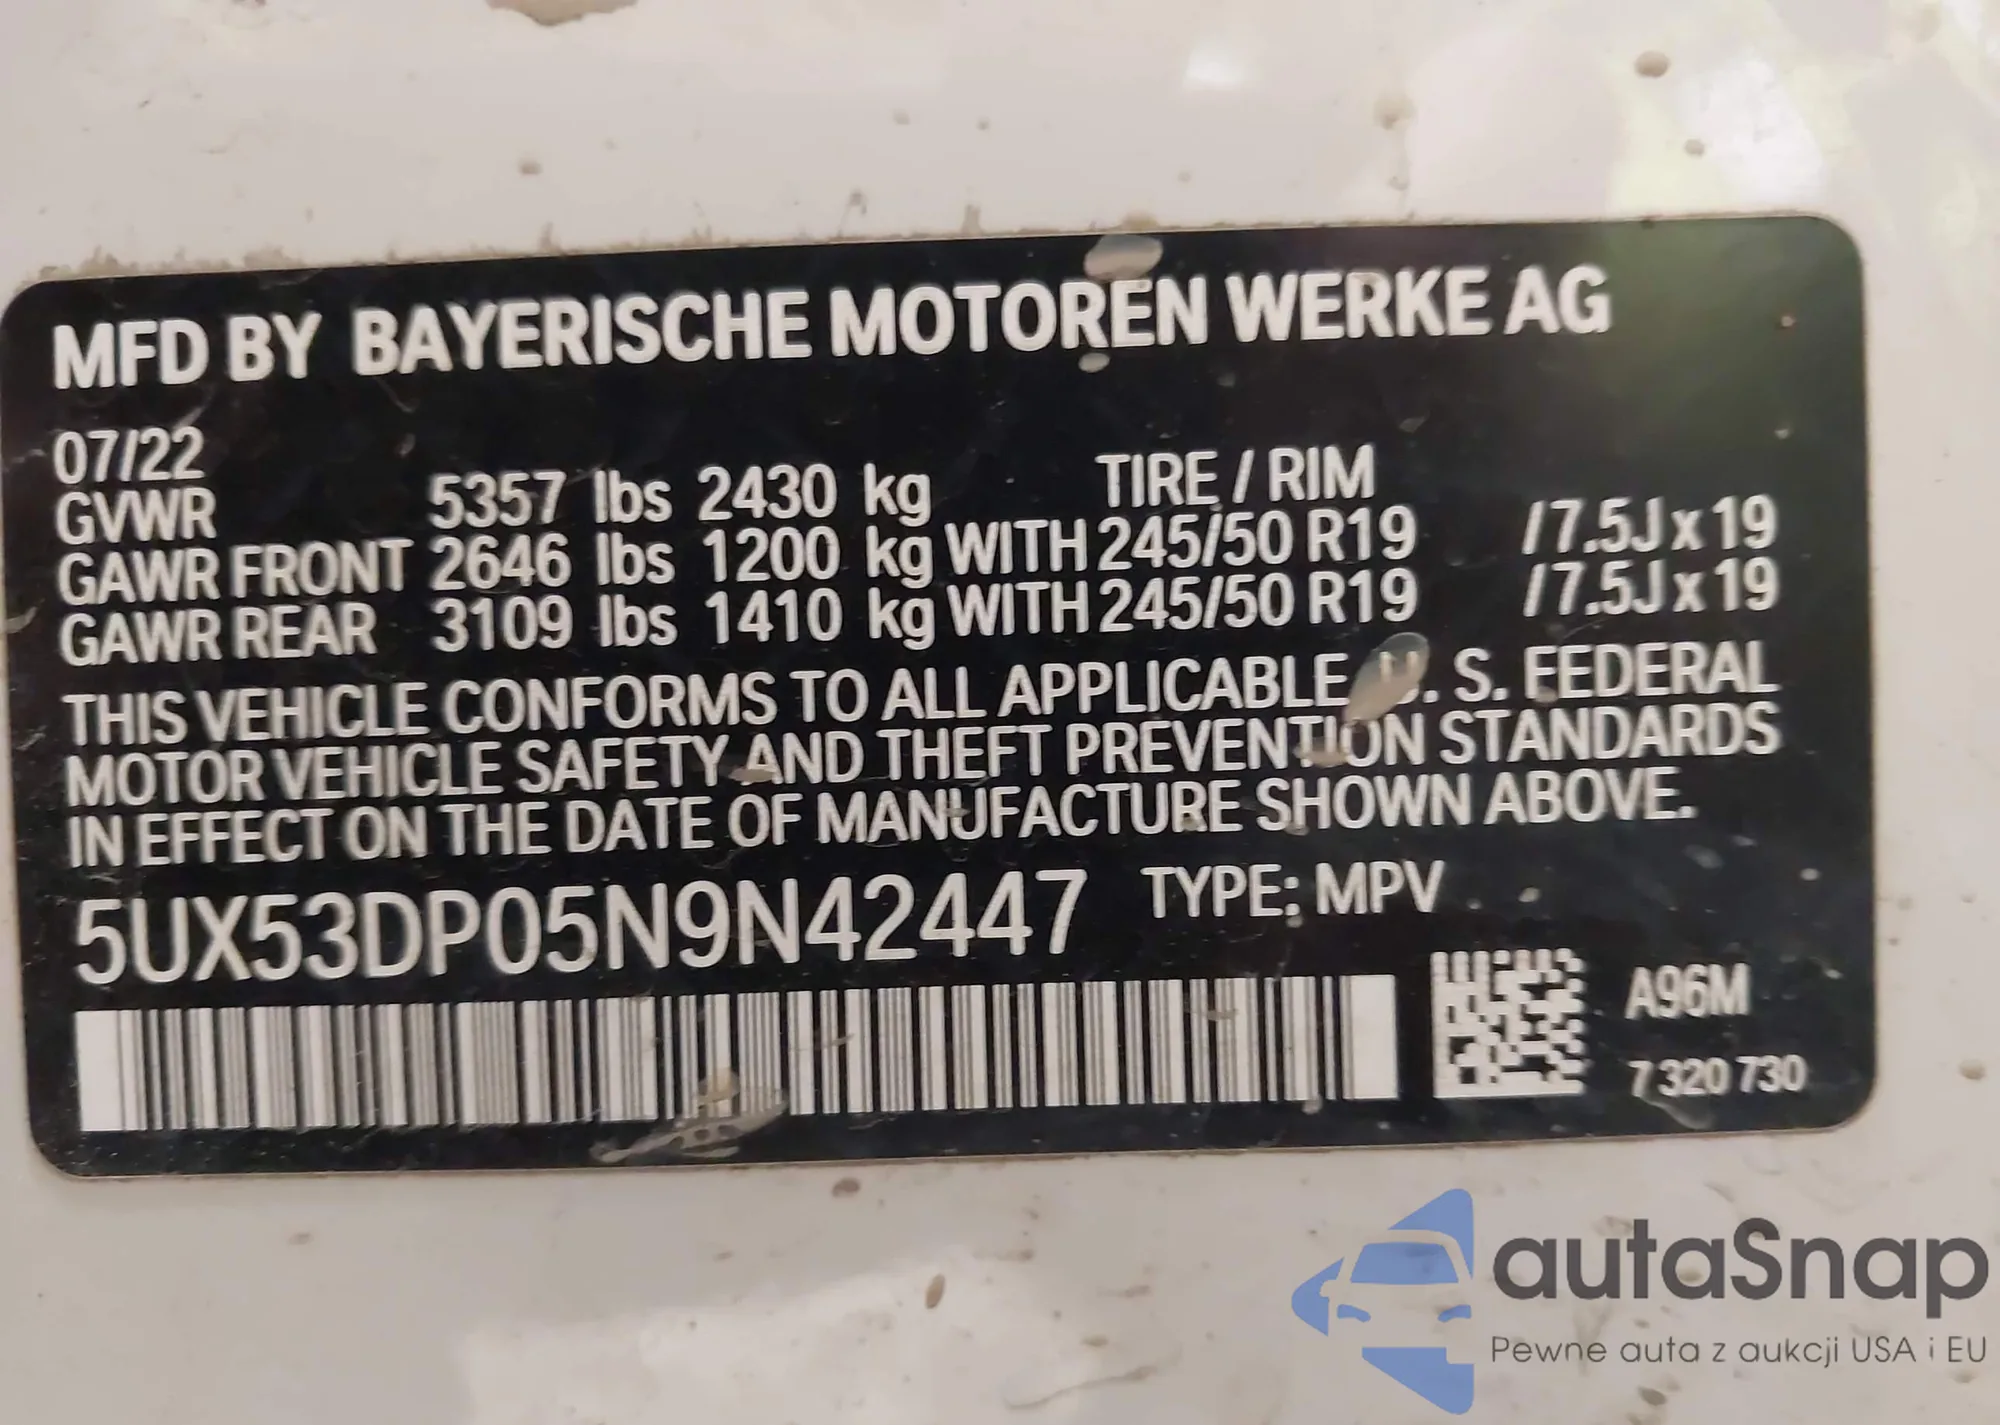 MFD BY BAYERISCHE MOTOREN WERKE AG
07/22
GVWR 5357 lbs 2430 kg TIRE / RIM
GAWR FRONT 2646 lbs 1200 kg WITH 245/50 R19 /7.5J x 19
GAWR REAR 3109 lbs 1410 kg WITH 245/50 R19 /7.5J x 19
THIS VEHICLE CONFORMS TO ALL APPLICABLE U. S. FEDERAL
MOTOR VEHICLE SAFETY AND THEFT PREVENTION STANDARDS
IN EFFECT ON THE DATE OF MANUFACTURE SHOWN ABOVE.
5UX53DP05N9N42447 TYPE: MPV
A96M
7 320 730
autaSnap
Pewne auta z aukcji USA i EU